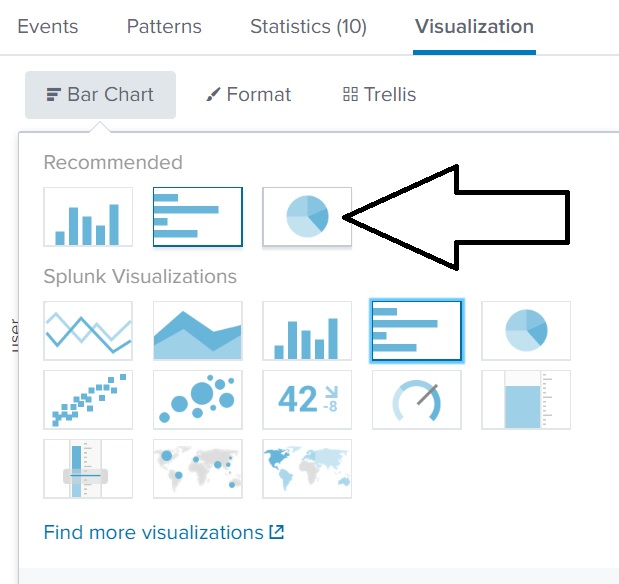 Events Patterns Statistics (10) Visualization
Bar Chart Format Trellis
Recommended
Splunk Visualizations
user
42 -8
Find more visualizations